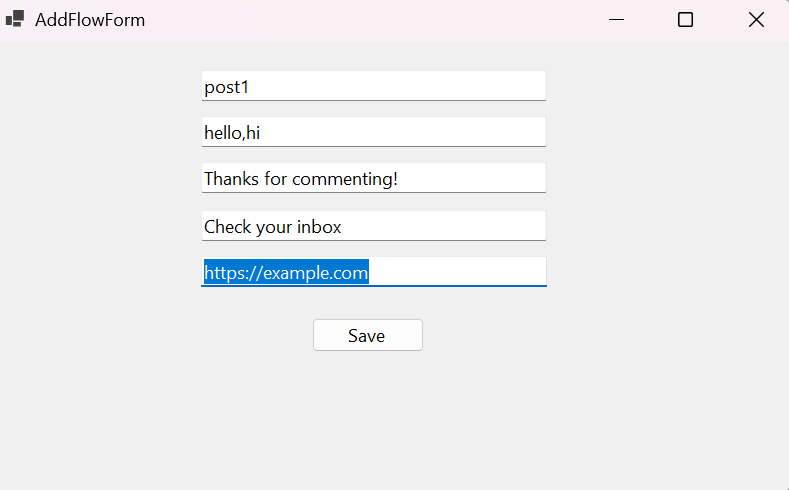 AddFlowForm
post1
hello,hi
Thanks for commenting!
Check your inbox
https://example.com
Save